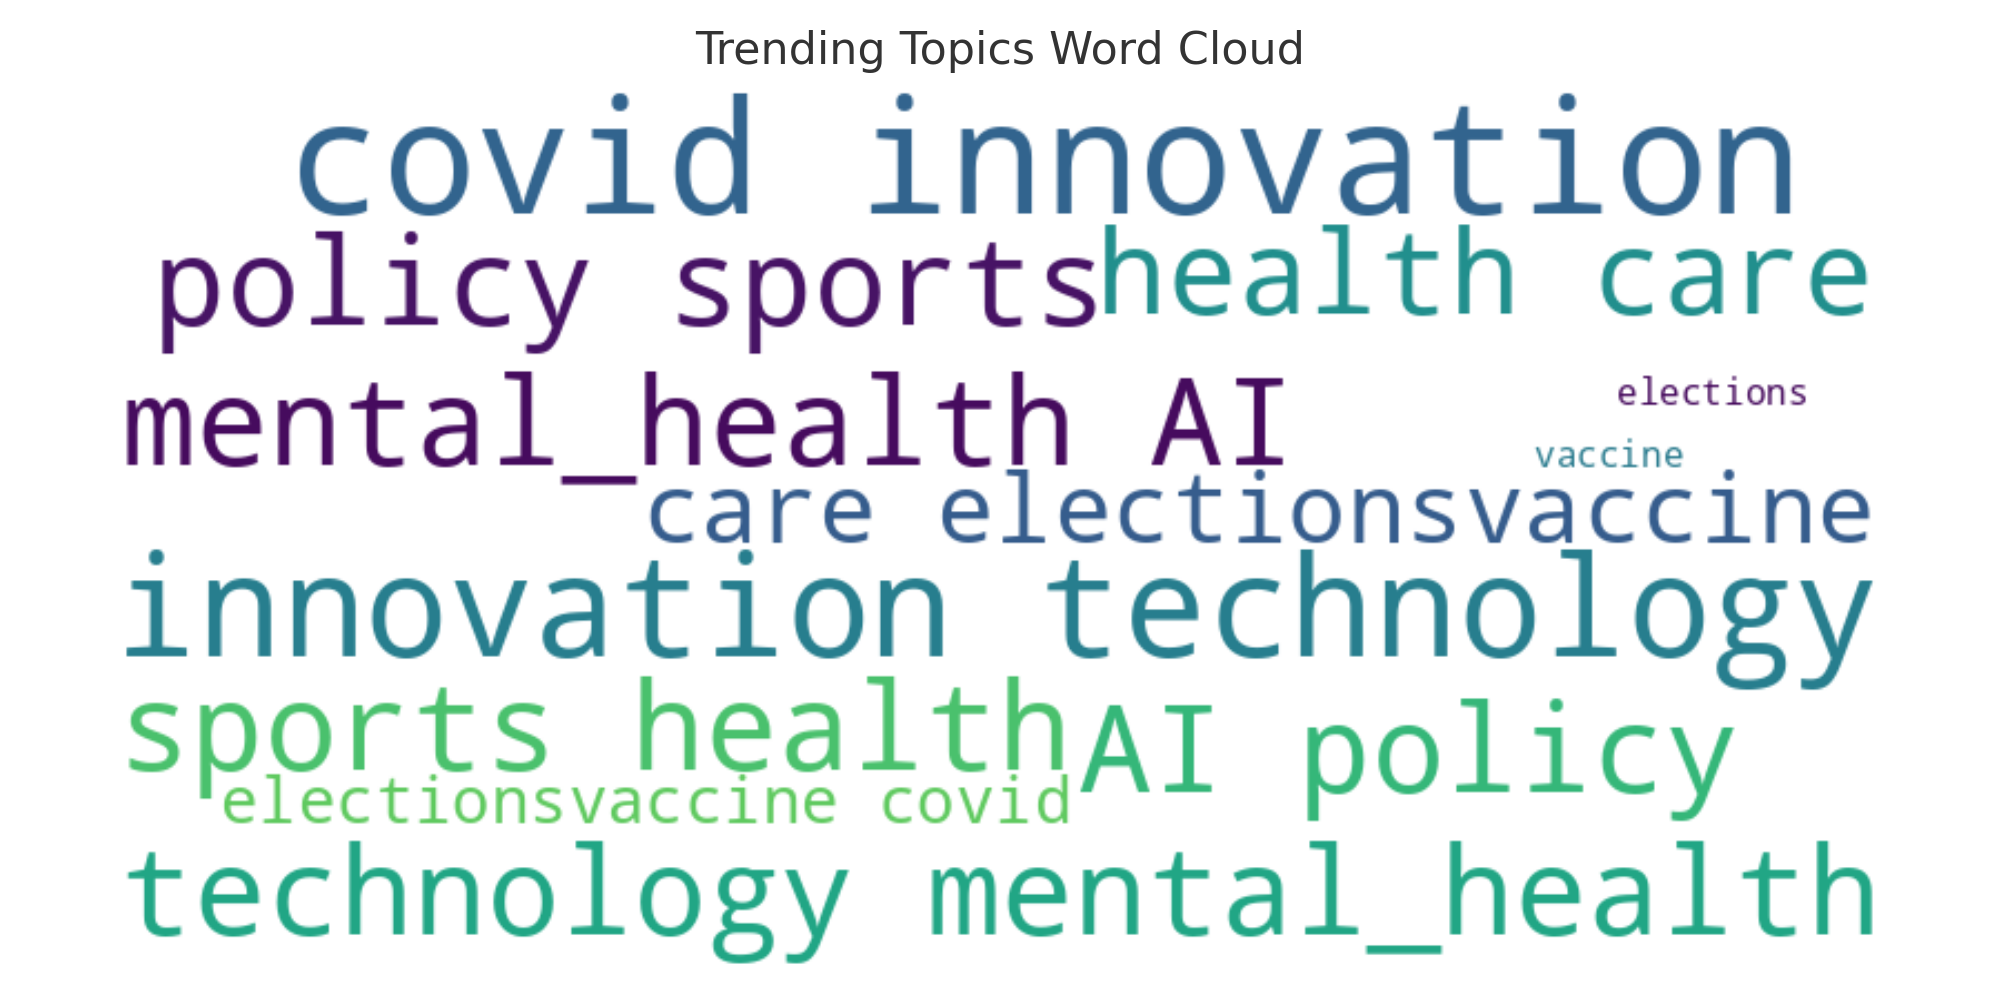 Trending Topics Word Cloud
covid innovation
policy sports health care
mental_health AI
elections
vaccine
care electionsvaccine
innovation technology
sports health AI policy
electionsvaccine covid
technology mental_health